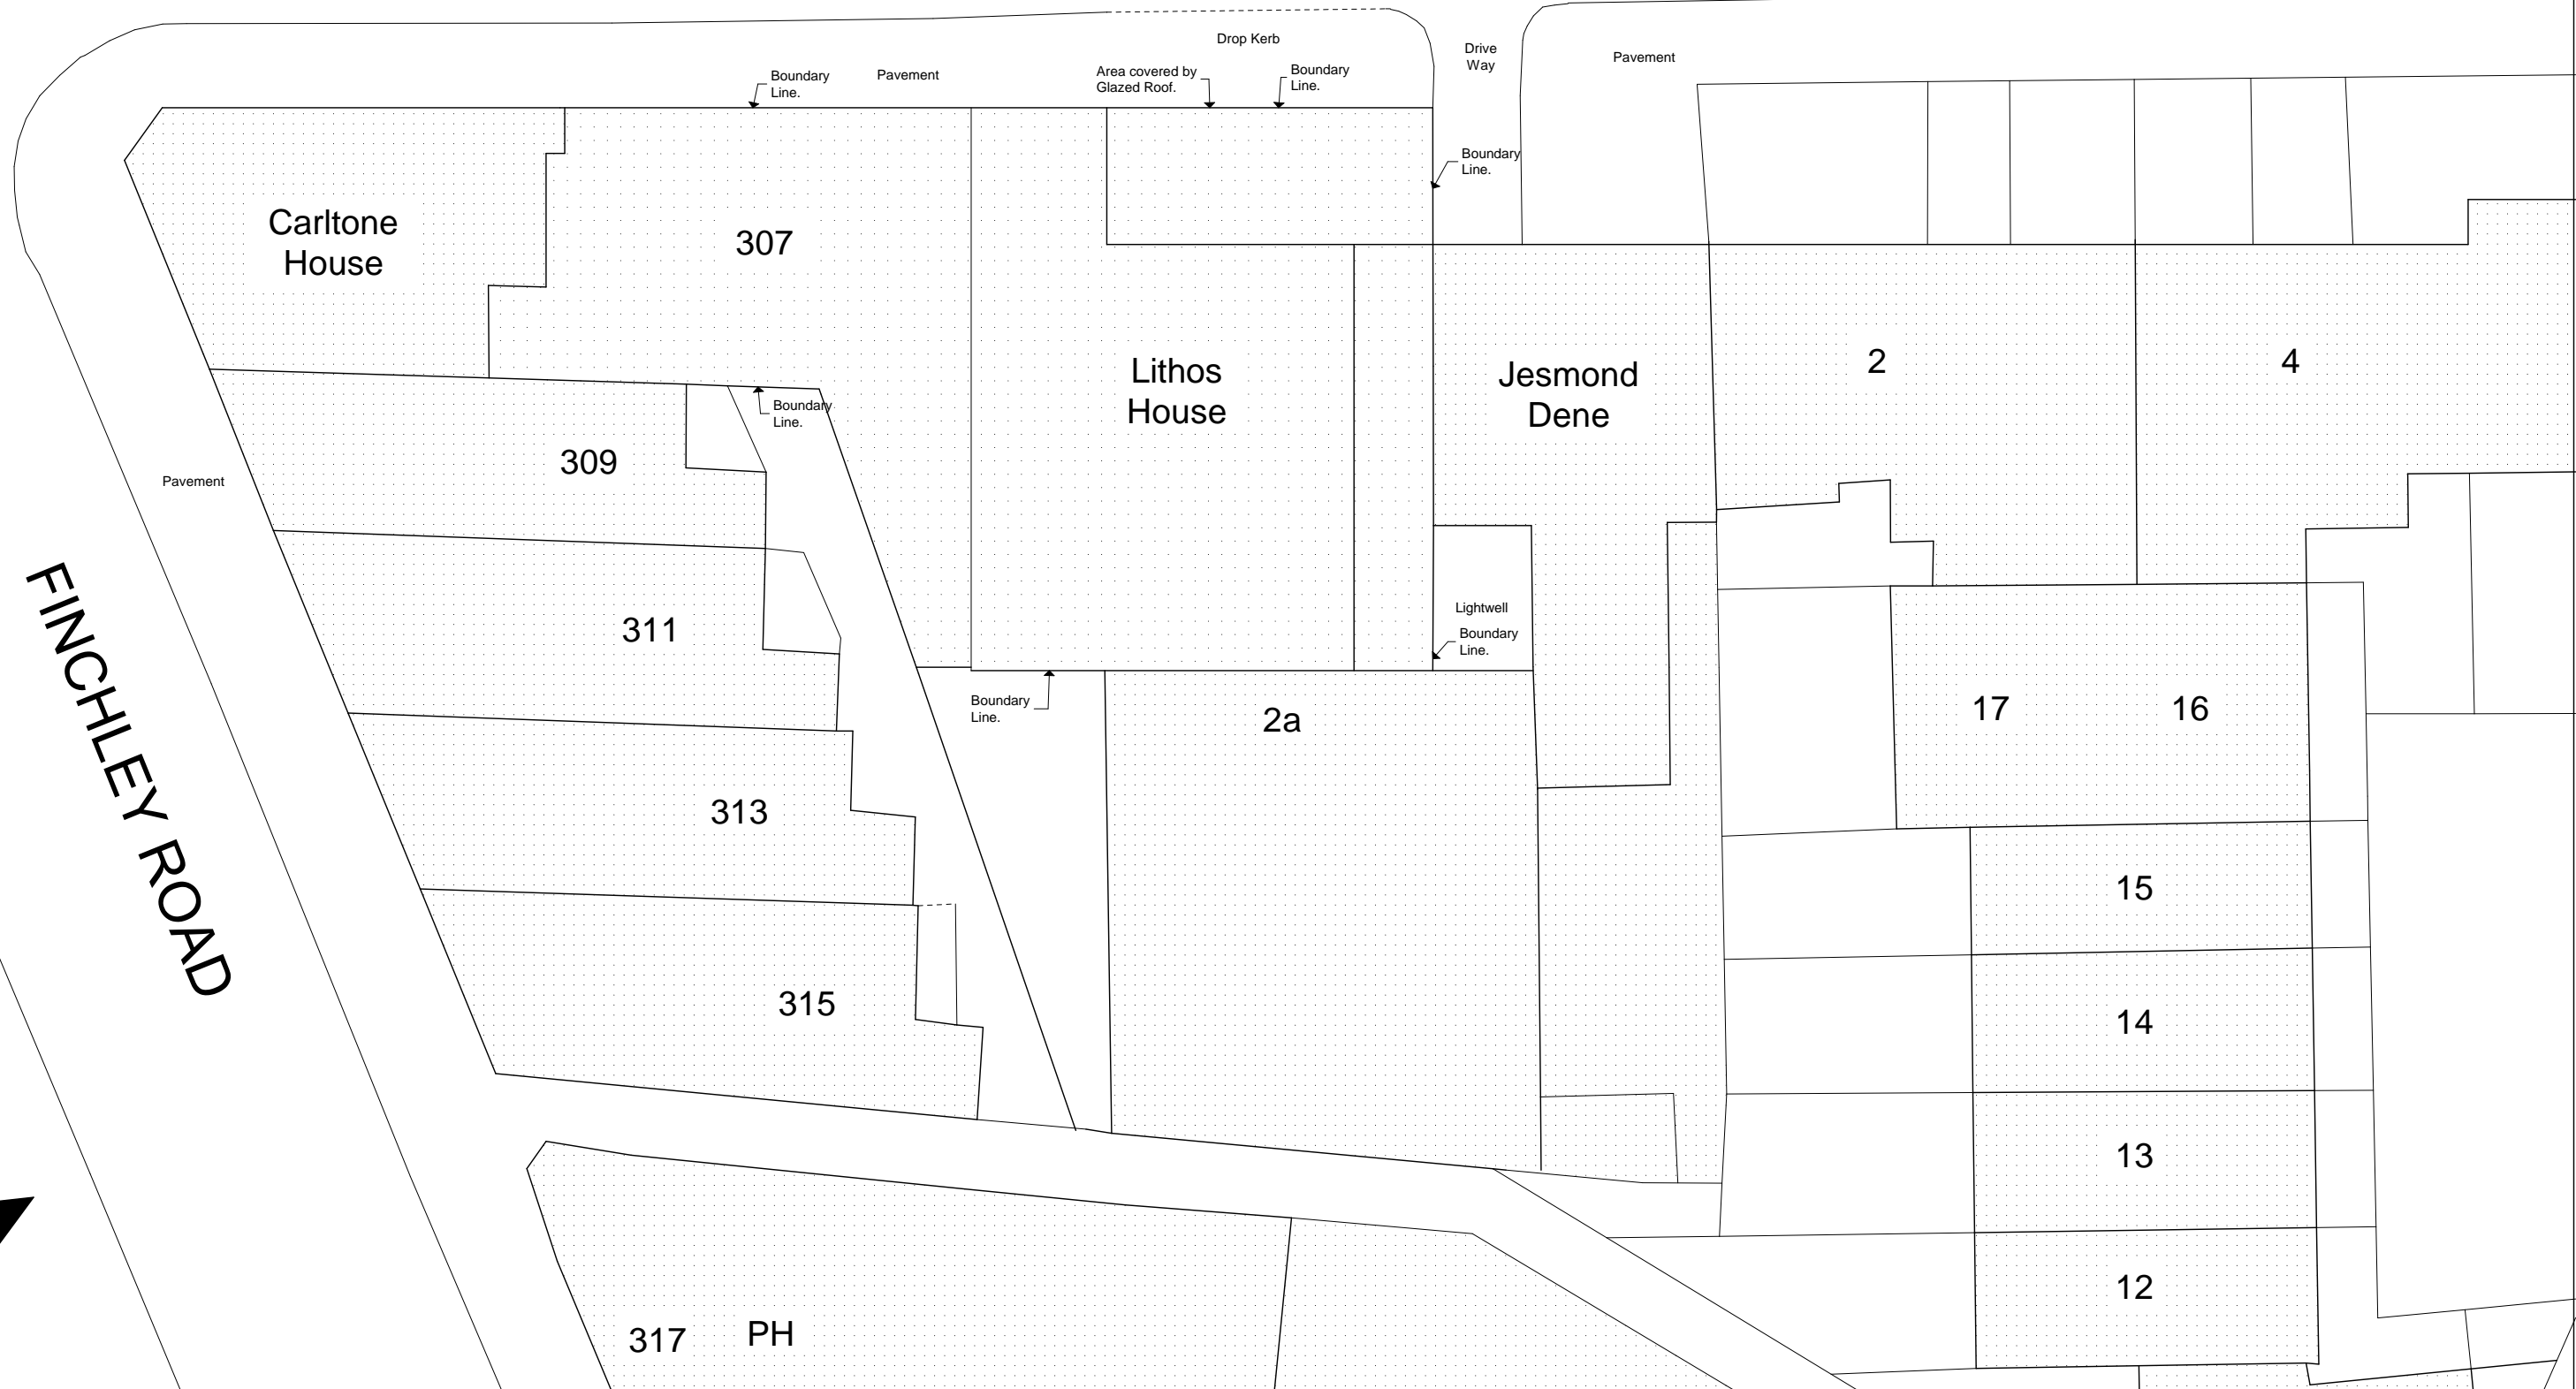 Drop Kerb
Drive
Way
Pavement
Boundary
Line.
Pavement
Area covered by
Glazed Roof.
Boundary
Line.
Boundary
Line.
Carltone
House
307
Lithos
House
Jesmond
Dene
2
4
Boundary
Line.
309
Pavement
FINCHLEY ROAD
311
Lightwell
Boundary
Line.
Boundary
Line.
2a
17
16
313
15
315
14
13
12
317
PH